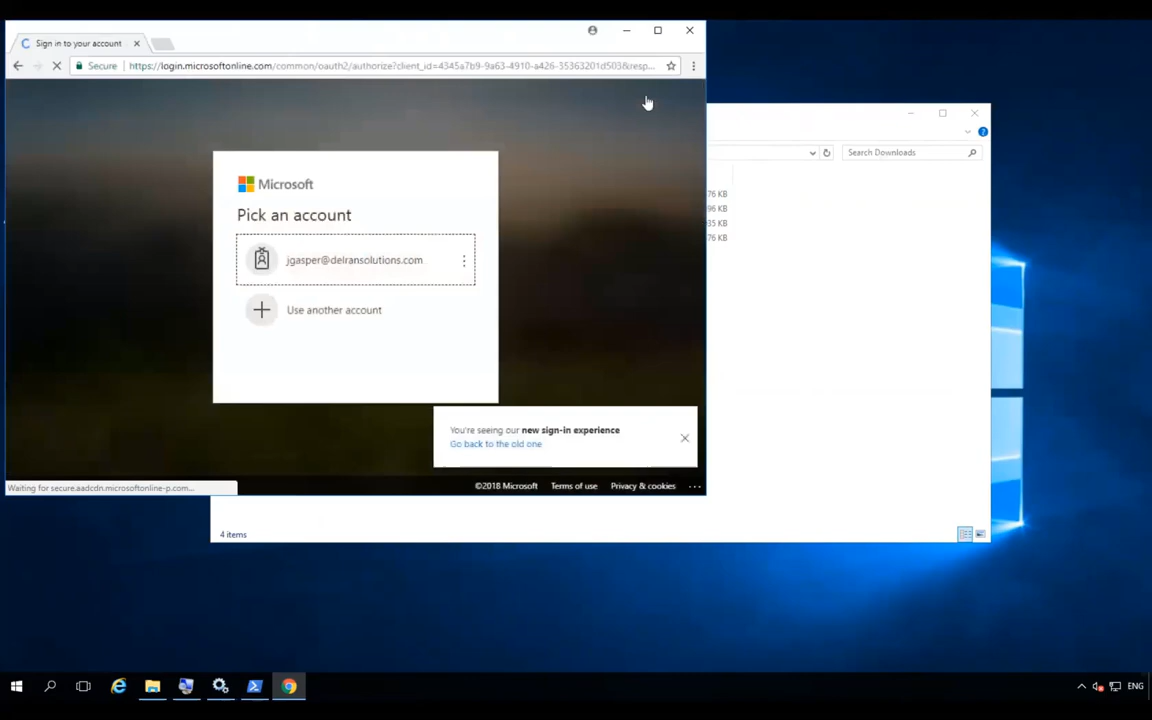 Sign in to your account
Secure
https://login.microsoftonline.com/common/oauth2/authorize?client_id=4345a7b9-9a63-4910-a426-35363201d503&resp...
Search Downloads
Microsoft
76 KB
Pick an account
96 KB
35 KB
76 KB
jgasper@delransolutions.com
Use another account
You're seeing our new sign-in experience
Go back to the old one
©2018 Microsoft Terms of use Privacy & cookies
Waiting for secure.aadcdn.microsoftonline-p.com...
4 items
ENG